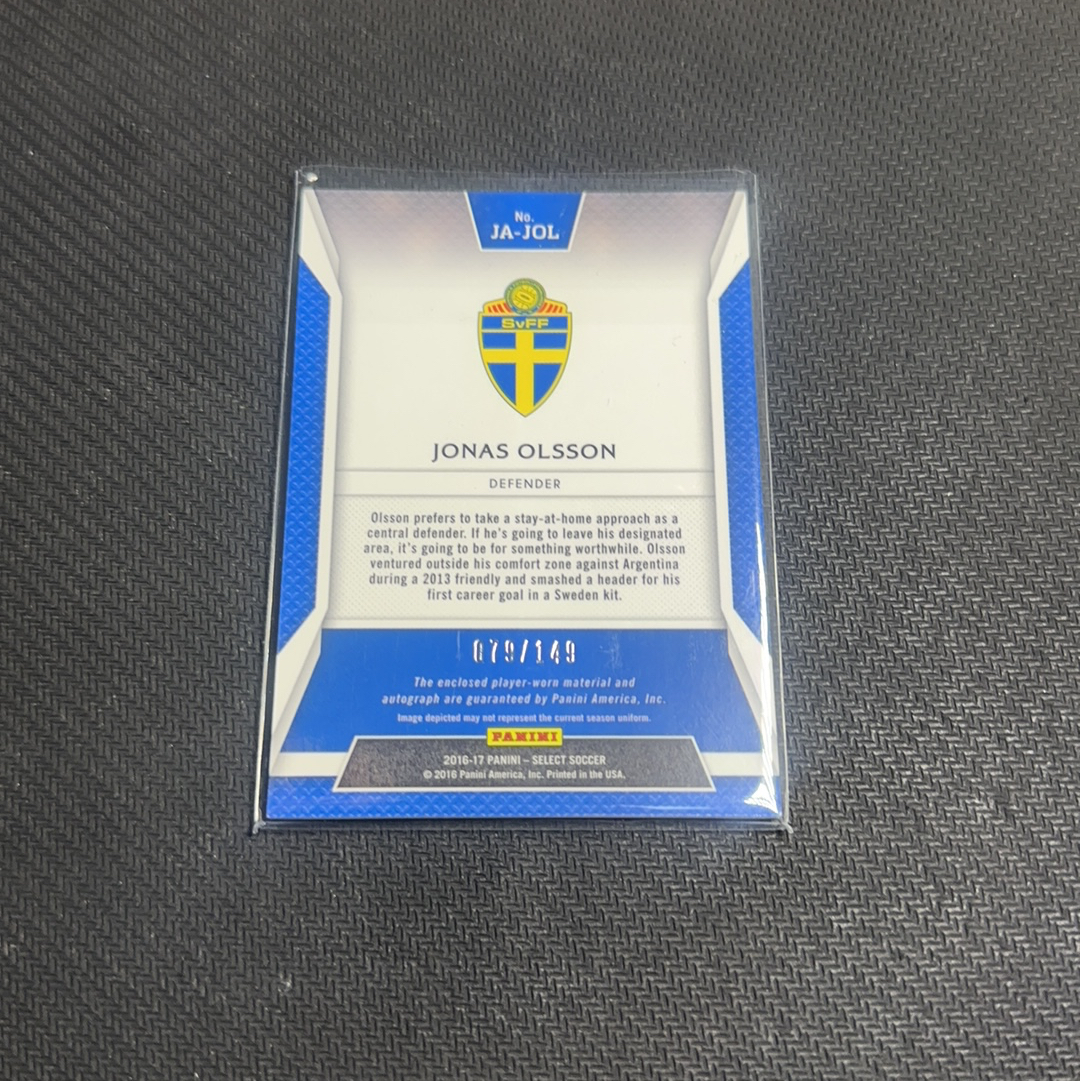 No.
JA-JOL
SvFF
JONAS OLSSON
DEFENDER
Olsson prefers to take a stay-at-home approach as a
central defender. If he's going to leave his designated
area, it's going to be for something worthwhile. Olsson
ventured outside his comfort zone against Argentina
during a 2013 friendly and smashed a header for his
first career goal in a Sweden kit.
079/149
The enclosed player-worn material and
autograph are guaranteed by Panini America, Inc.
Image depicted may not represent the current season uniform.
PANINI
2016-17 PANINI – SELECT SOCCER
© 2016 Panini America, Inc. Printed in the USA.